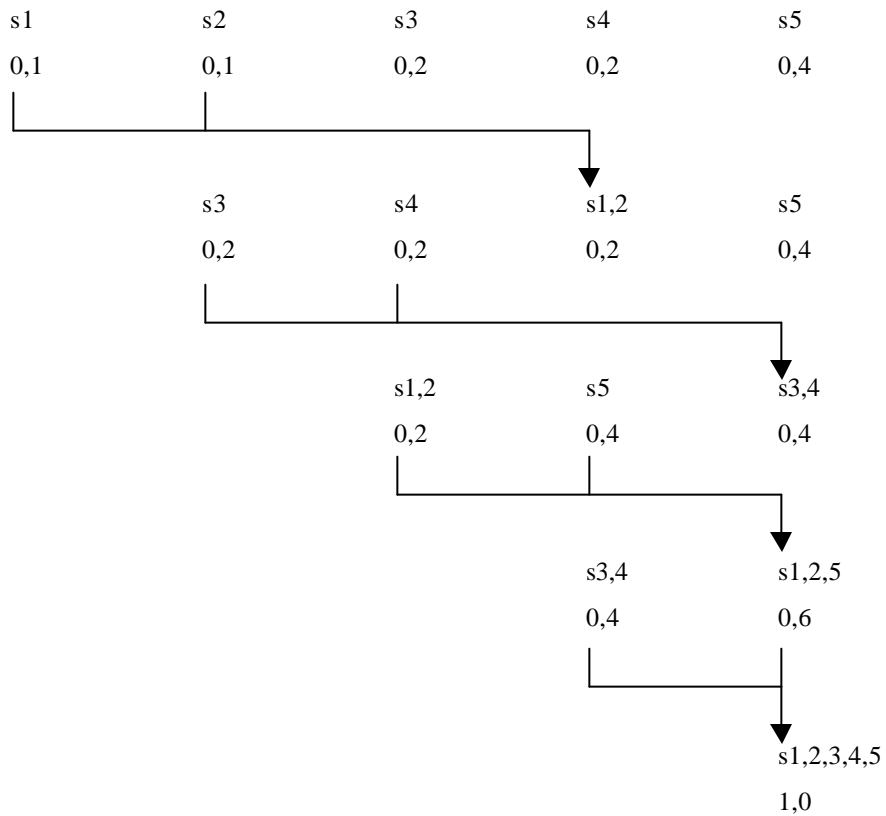 s1 s2 s3 s4 s5
0,1 0,1 0,2 0,2 0,4
s3 s4 s1,2 s5
0,2 0,2 0,2 0,4
s1,2 s5 s3,4
0,2 0,4 0,4
s3,4 s1,2,5
0,4 0,6
s1,2,3,4,5
1,0